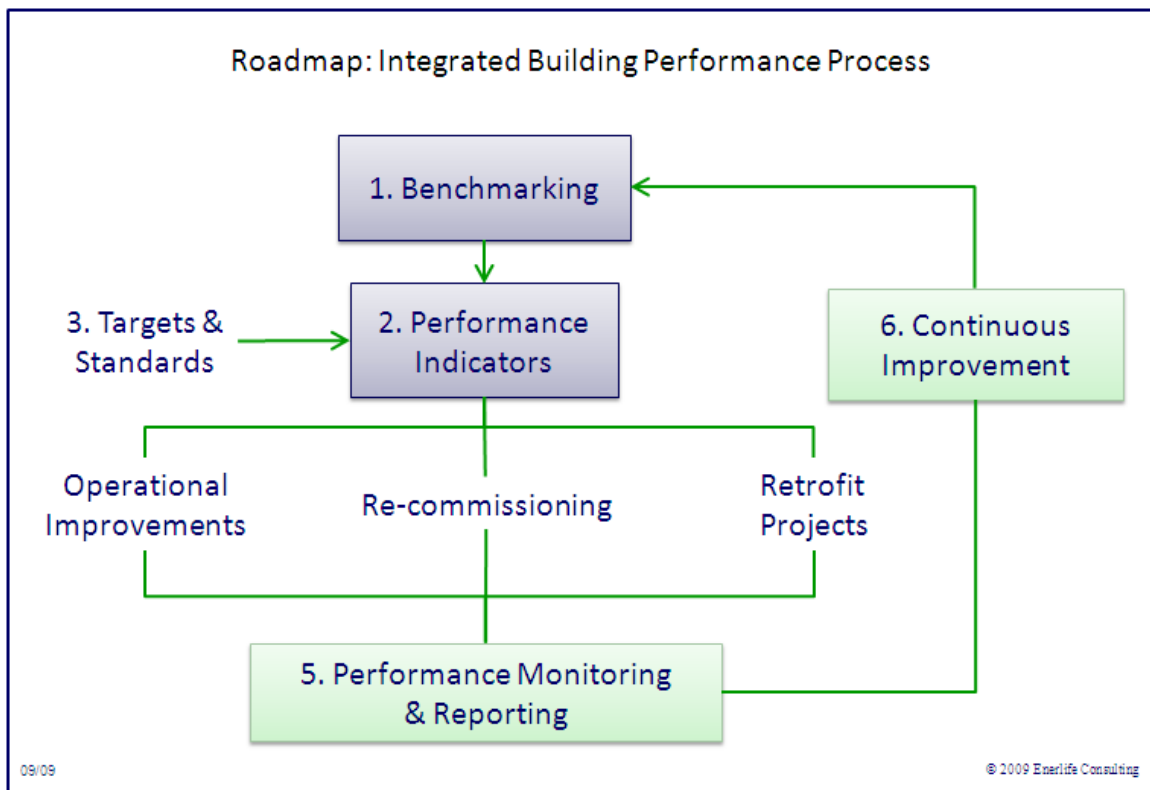 Roadmap: Integrated Building Performance Process
1. Benchmarking
3. Targets &
Standards
2. Performance
Indicators
6. Continuous
Improvement
Operational
Improvements
Re-commissioning
Retrofit
Projects
5. Performance Monitoring
& Reporting
09/09
© 2009 Enerlife Consulting